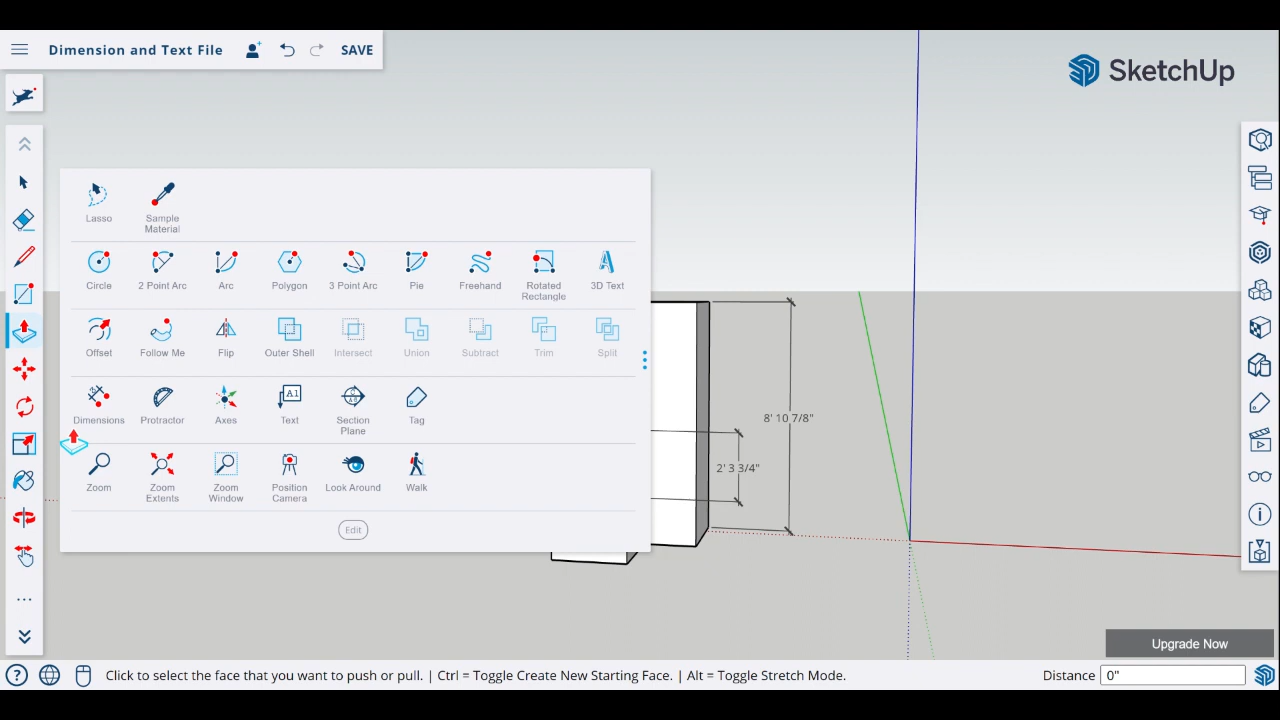 Dimension and Text File
SAVE
SketchUp
Lasso
Sample
Material
Circle
2 Point Arc
Arc
Polygon
3 Point Arc
Pie
Freehand
Rotated
Rectangle
3D Text
Offset
Follow Me
Flip
Outer Shell
Intersect
Union
Subtract
Trim
Split
A1
Dimensions
Protractor
Axes
Text
Section
Plane
Tag
8' 10 7/8"
2' 3 3/4"
Zoom
Zoom
Extents
Zoom
Window
Position
Camera
Look Around
Walk
Edit
Upgrade Now
Click to select the face that you want to push or pull. | Ctrl = Toggle Create New Starting Face. | Alt = Toggle Stretch Mode.
Distance 0"